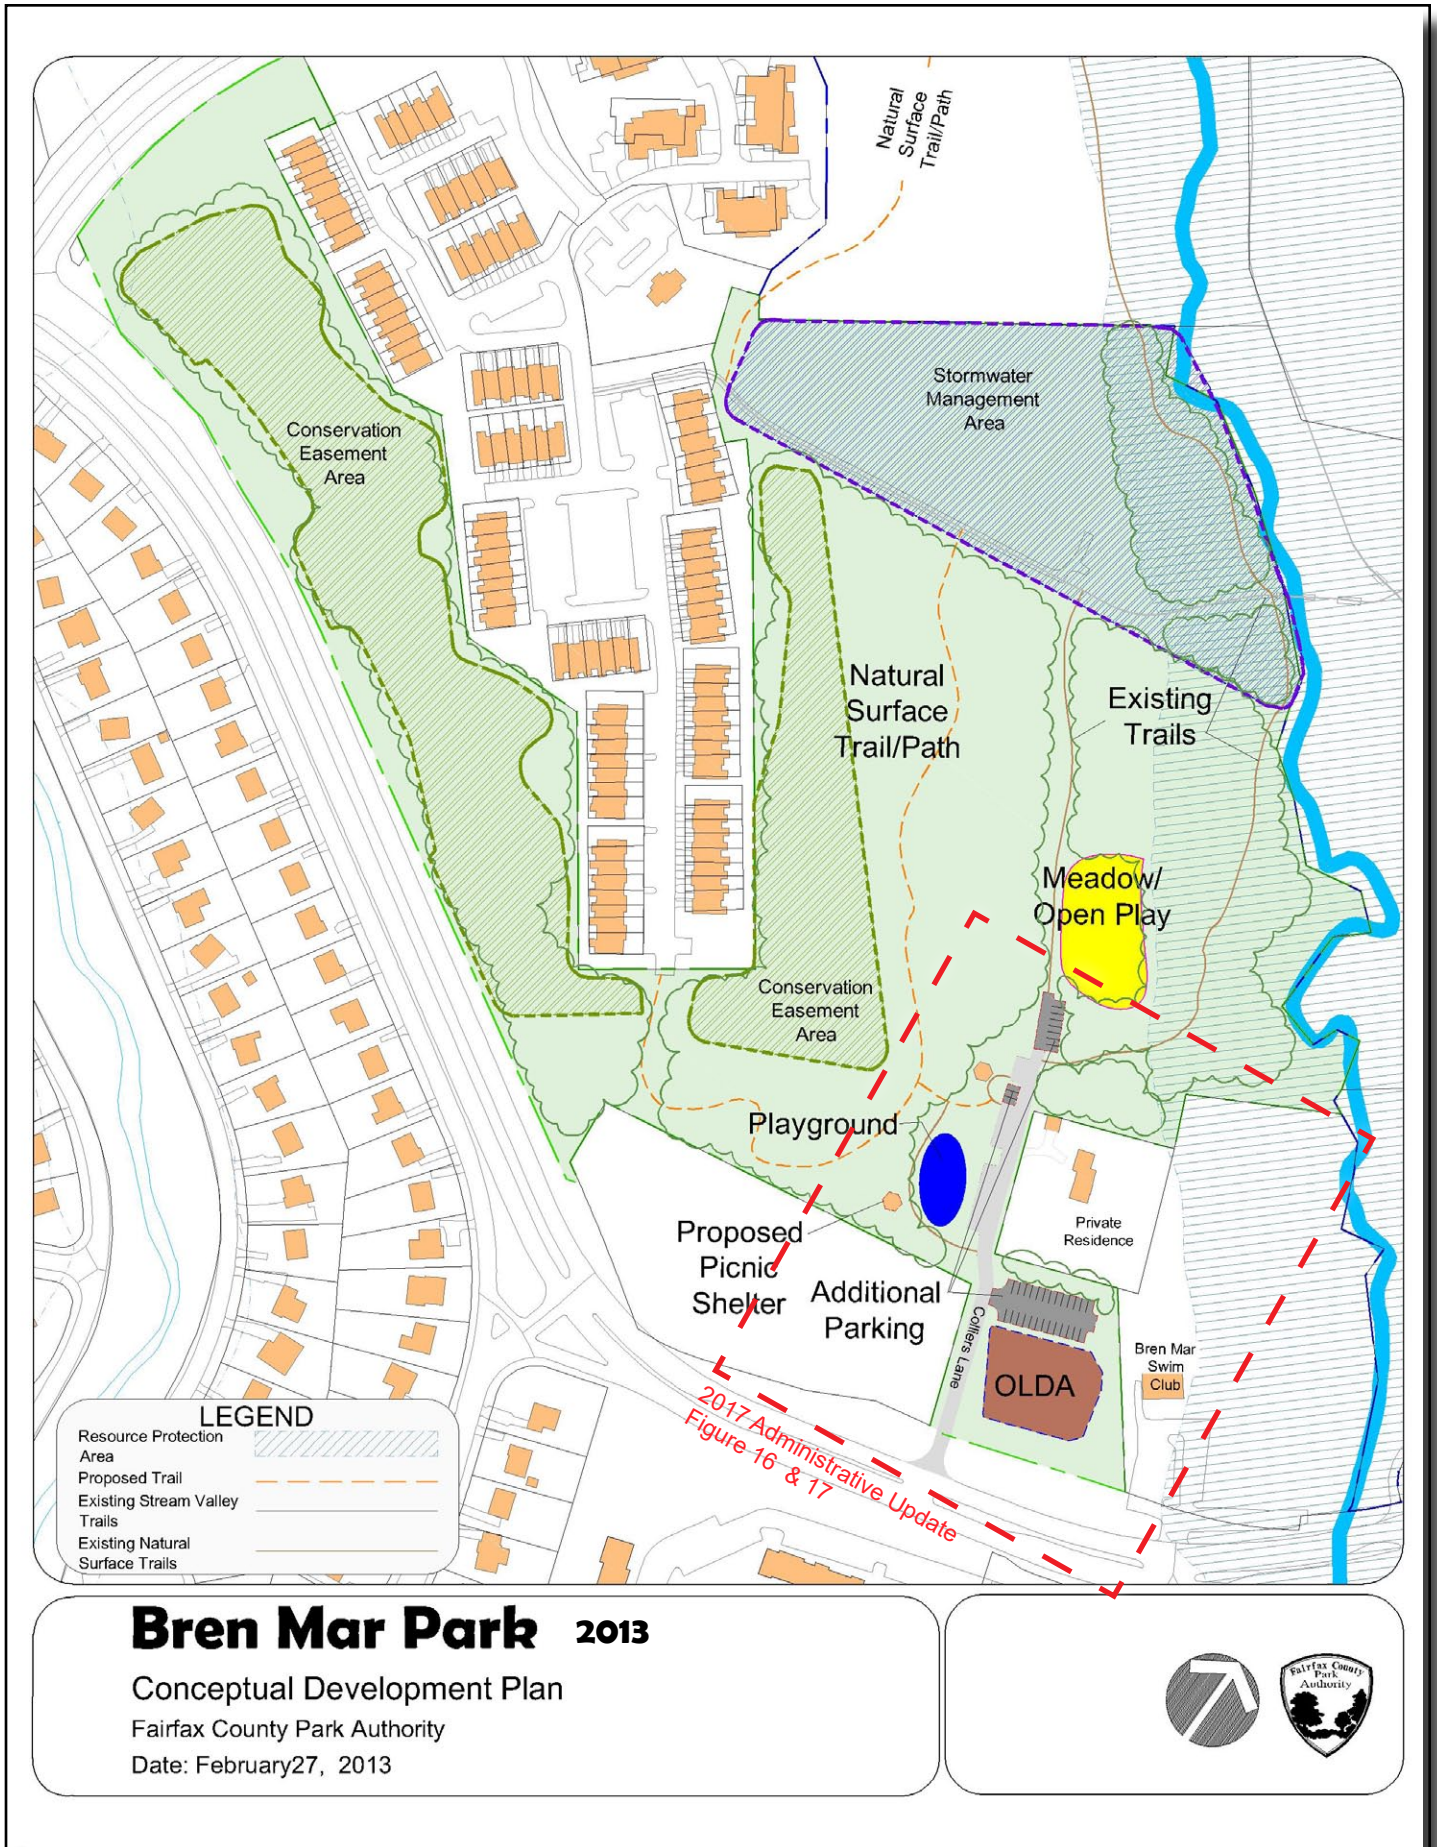 Natural
Surface
Trail/Path
Stormwater
Management
Area
Conservation
Easement
Area
Natural
Surface
Trail/Path
Existing
Trails
Meadow/
Open Play
Conservation
Easement
Area
Playground
Proposed
Picnic
Shelter
Additional
Parking
Private
Residence
Colliers Lane
OLDA
Bren Mar
Swim
Club
2017 Administrative Update
Figure 16 & 17
LEGEND
Resource Protection
Area
Proposed Trail
Existing Stream Valley
Trails
Existing Natural
Surface Trails
Bren Mar Park 2013
Conceptual Development Plan
Fairfax County Park Authority
Date: February27, 2013
Fairfax County
Park
Authority